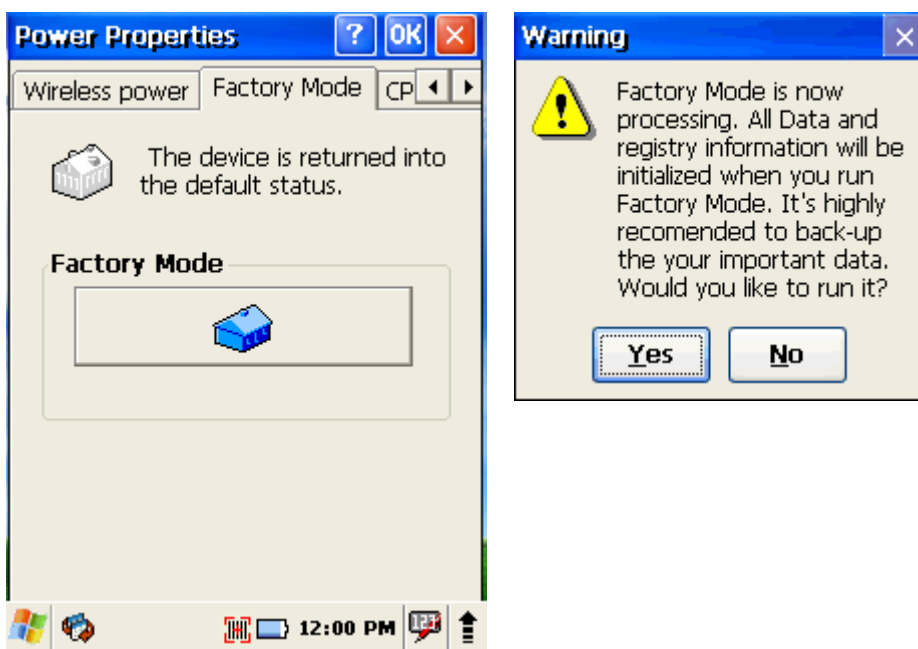 Power Properties ? OK
Wireless power Factory Mode CP
The device is returned into
the default status.
Factory Mode
12:00 PM 123
Warning
Factory Mode is now
processing. All Data and
registry information will be
initialized when you run
Factory Mode. It's highly
recomended to back-up
the your important data.
Would you like to run it?
Yes No